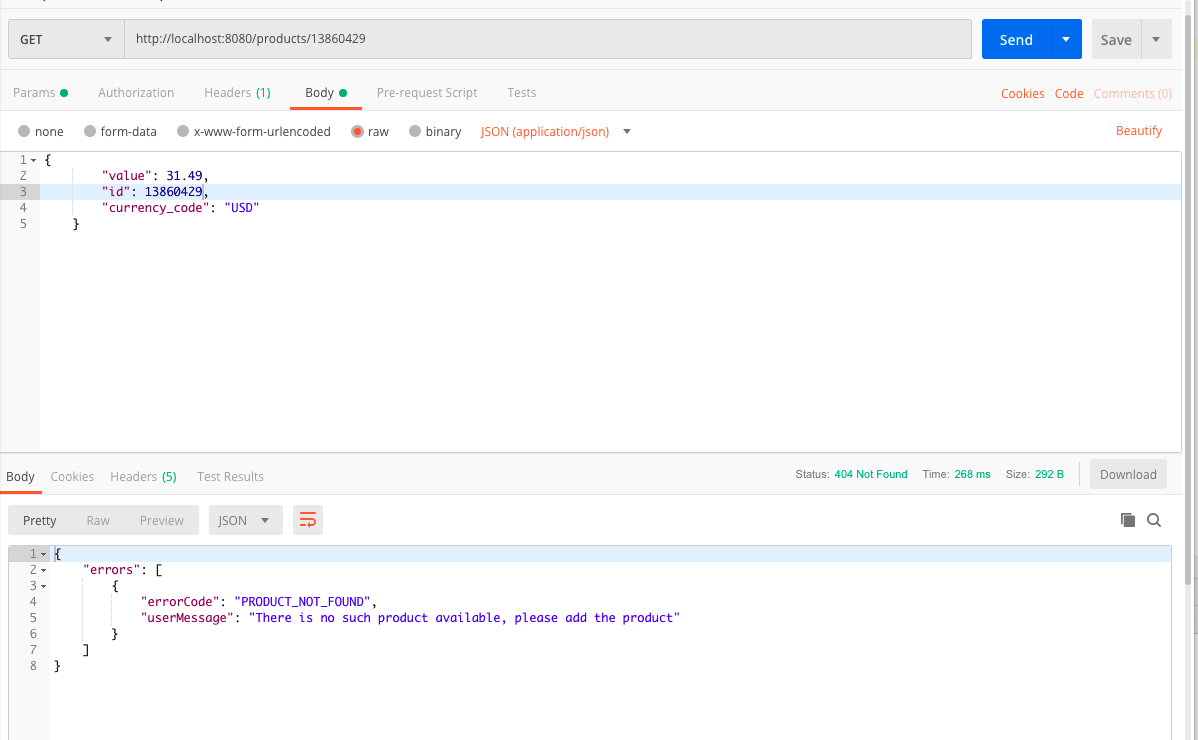 GET http://localhost:8080/products/13860429 Send Save
Params Authorization Headers (1) Body Pre-request Script Tests Cookies Code Comments (0)
none form-data x-www-form-urlencoded raw binary JSON (application/json) Beautify
1 {
2 "value": 31.49,
3 "id": 13860429,
4 "currency_code": "USD"
5 }
Body Cookies Headers (5) Test Results Status: 404 Not Found Time: 268 ms Size: 292 B Download
Pretty Raw Preview JSON
1 {
2 "errors": [
3 {
4 "errorCode": "PRODUCT_NOT_FOUND",
5 "userMessage": "There is no such product available, please add the product"
6 }
7 ]
8 }